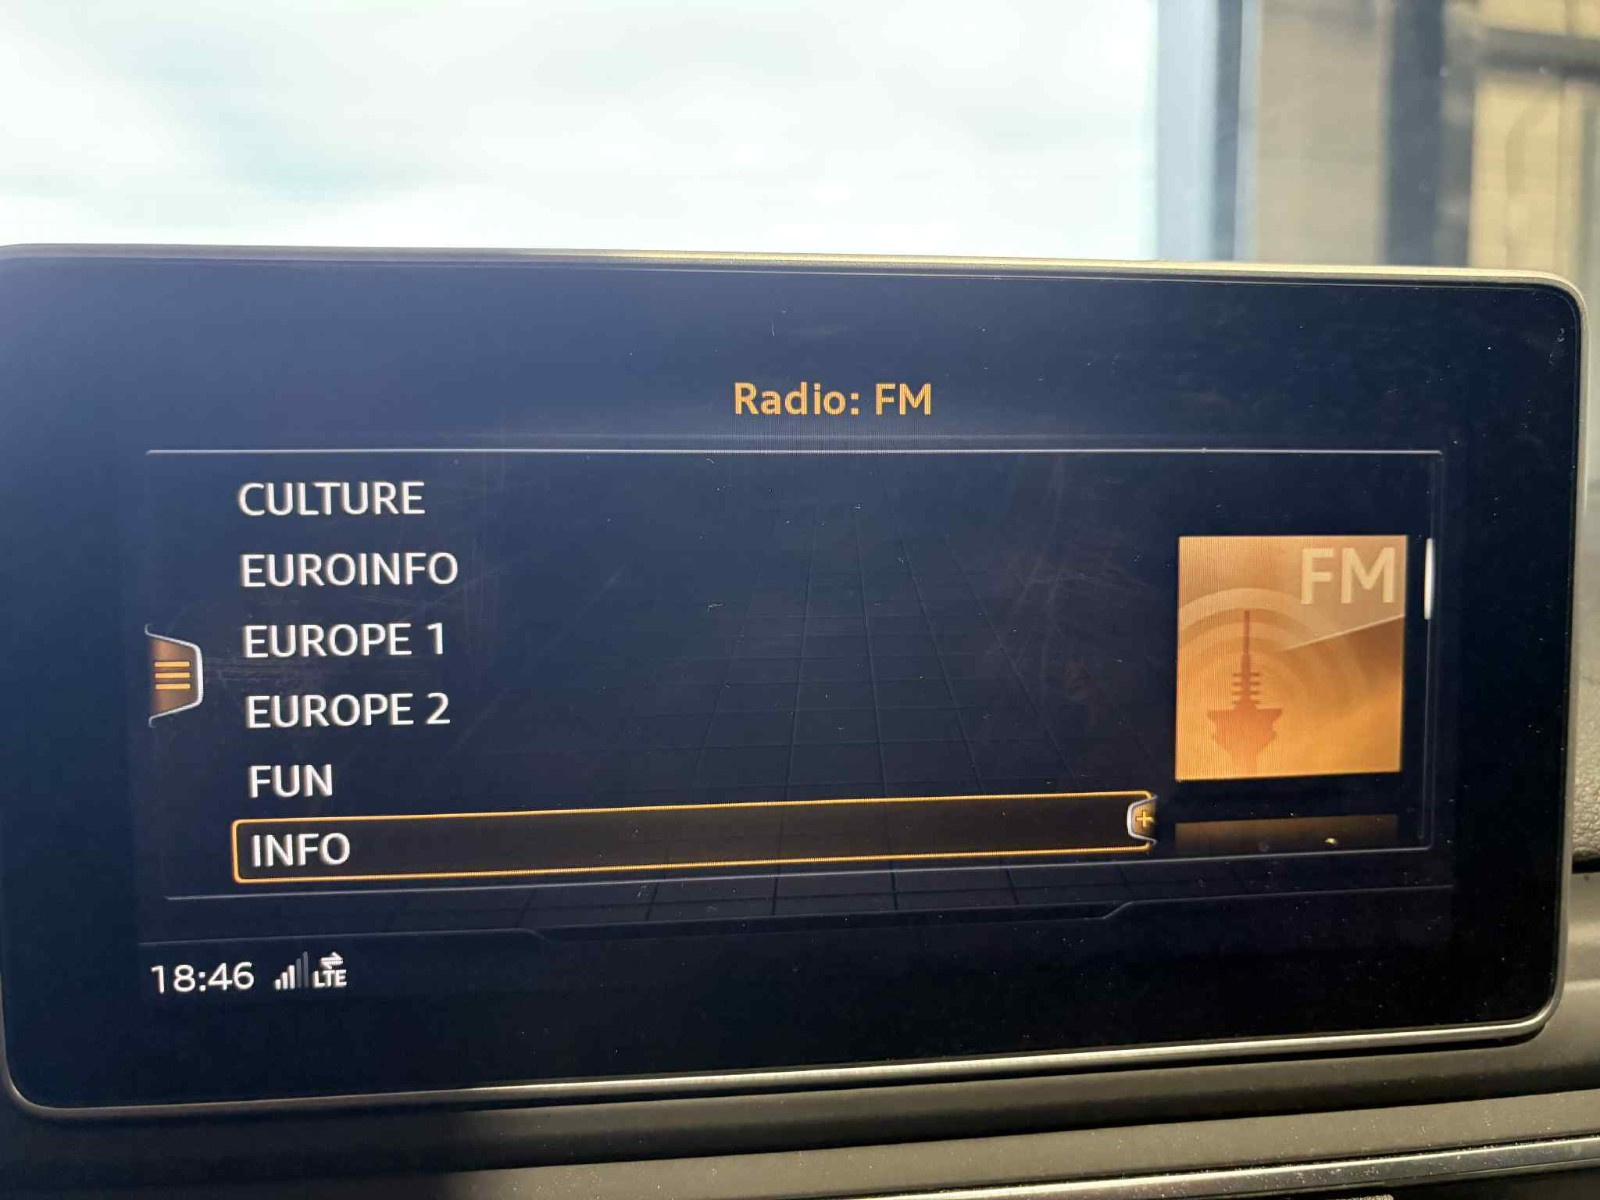 Radio: FM
CULTURE
EUROINFO
EUROPE 1
EUROPE 2
FUN
INFO
FM
18:46 LTE